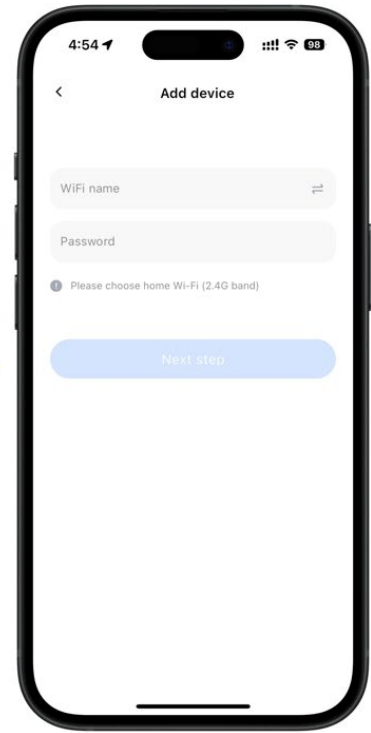 4:54
98
Add device
WiFi name
Password
Please choose home Wi-Fi (2.4G band)
Next step